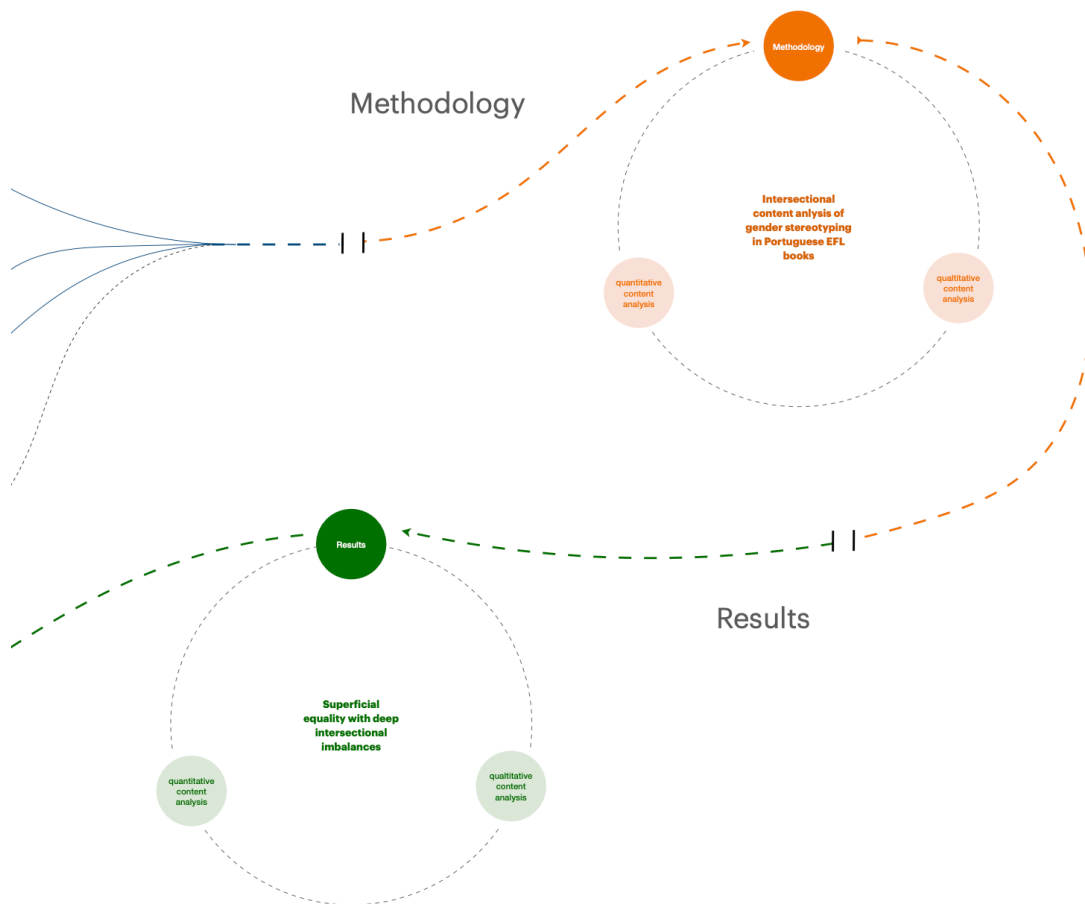 Methodology
Methodology
Intersectional
content anlysis of
gender stereotyping
in Portuguese EFL
books
quantitative
content
analysis
qualtitative
content
analysis
Results
Results
Superficial
equality with deep
intersectional
imbalances
quantitative
content
analysis
qualtitative
content
analysis